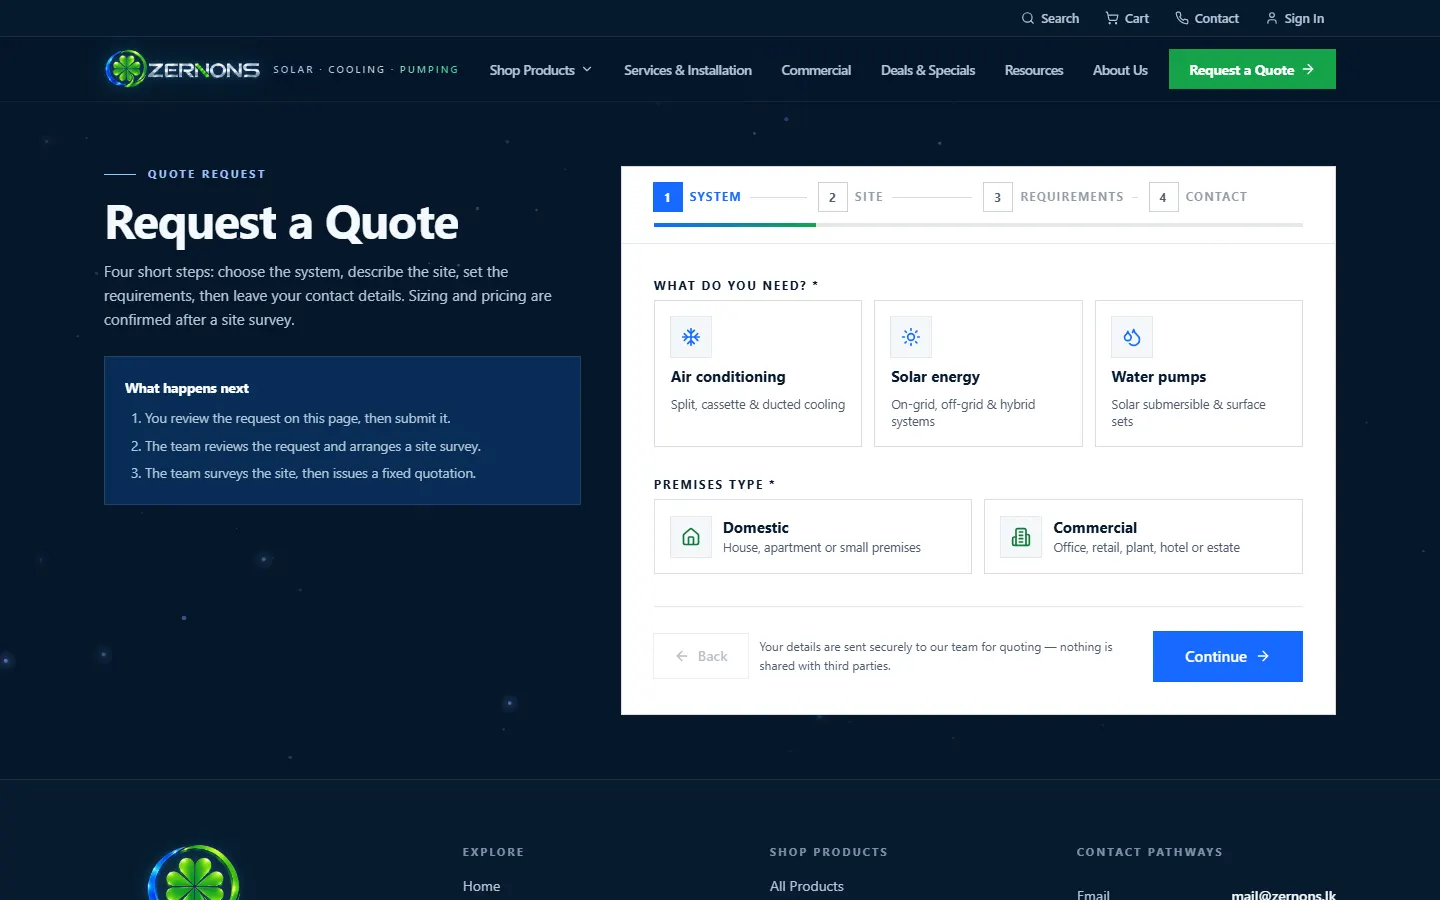 Search
Cart
Contact
Sign In
ZERNONS
SOLAR · COOLING · PUMPING
Shop Products
Services & Installation
Commercial
Deals & Specials
Resources
About Us
Request a Quote
QUOTE REQUEST
Request a Quote
Four short steps: choose the system, describe the site, set the
requirements, then leave your contact details. Sizing and pricing are
confirmed after a site survey.
What happens next
1. You review the request on this page, then submit it.
2. The team reviews the request and arranges a site survey.
3. The team surveys the site, then issues a fixed quotation.
1 SYSTEM
2 SITE
3 REQUIREMENTS
4 CONTACT
WHAT DO YOU NEED? *
Air conditioning
Split, cassette & ducted cooling
Solar energy
On-grid, off-grid & hybrid
systems
Water pumps
Solar submersible & surface
sets
PREMISES TYPE *
Domestic
House, apartment or small premises
Commercial
Office, retail, plant, hotel or estate
Back
Your details are sent securely to our team for quoting — nothing is
shared with third parties.
Continue
EXPLORE
Home
SHOP PRODUCTS
All Products
CONTACT PATHWAYS
Email
mail@zernons.lk